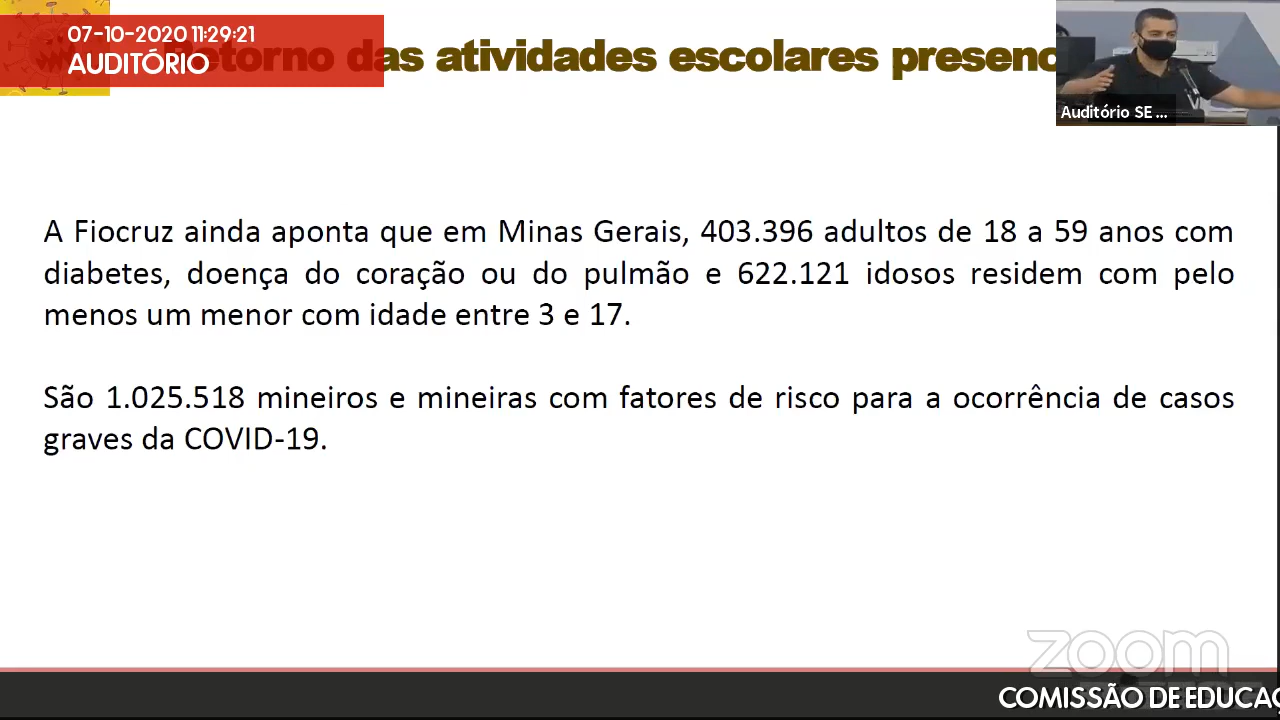 07-10-2020 11:29:21
AUDITÓRIO
das atividades escolares
Auditório SE ...
A Fiocruz ainda aponta que em Minas Gerais, 403.396 adultos de 18 a 59 anos com
diabetes, doença do coração ou do pulmão e 622.121 idosos residem com pelo
menos um menor com idade entre 3 e 17.
São 1.025.518 mineiros e mineiras com fatores de risco para a ocorrência de casos
graves da COVID-19.
zoom
COMISSÃO DE EDUCAÇ